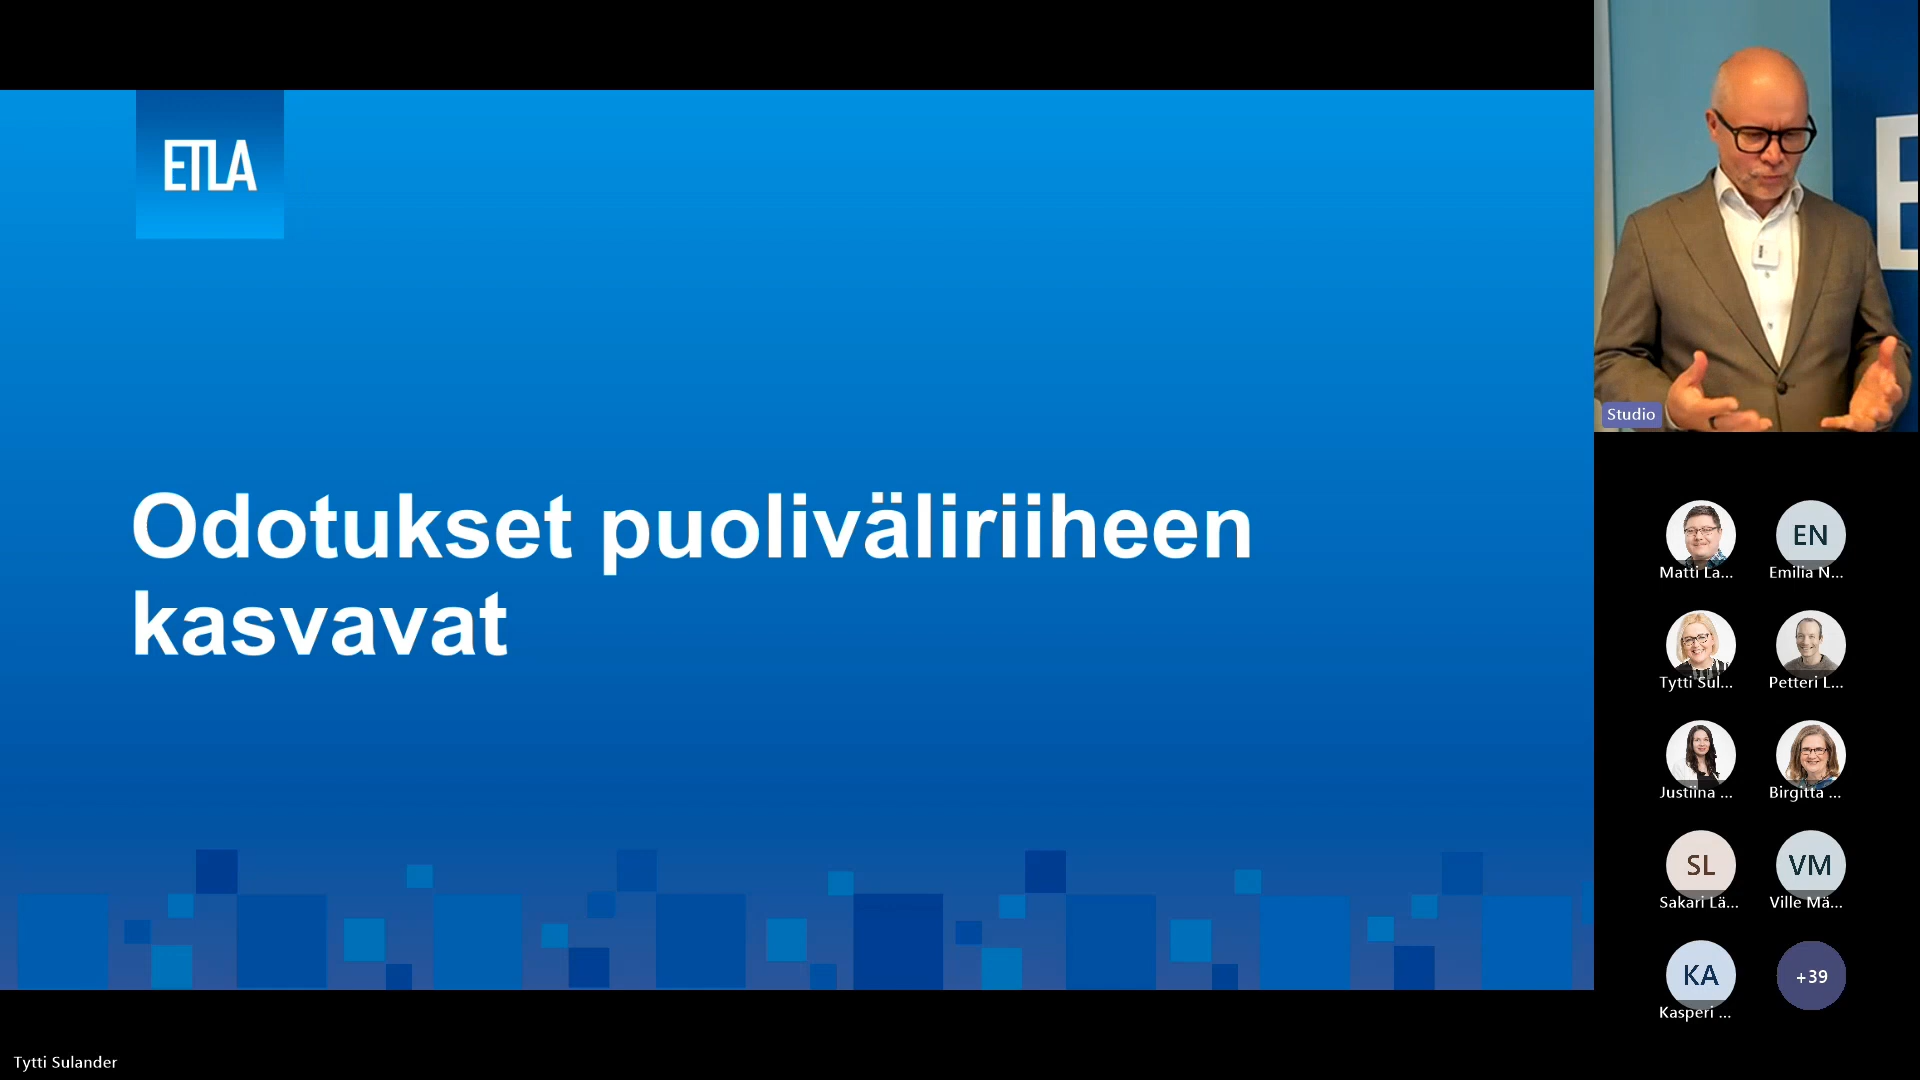 ETLA
Odotukset puoliväliriiheen
kasvavat
E
Studio
Matti La...
EN
Emilia N...
Tytti Sul...
Petteri L...
Justiina ...
Birgitta ...
SL
Sakari Lä...
VM
Ville Mä...
KA
Kasperi ...
+39
Tytti Sulander